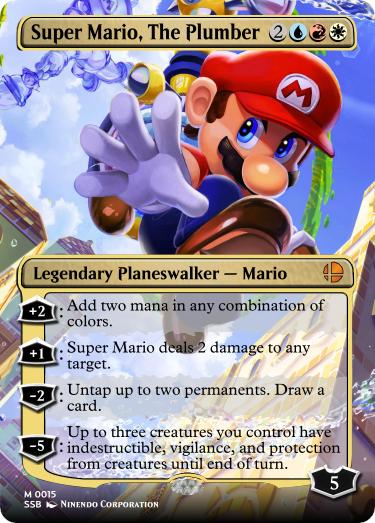 Super Mario, The Plumber 2
M
Legendary Planeswalker — Mario
+2: Add two mana in any combination of
colors.
+1: Super Mario deals 2 damage to any
target.
-2: Untap up to two permanents. Draw a
card.
-5: Up to three creatures you control have
indestructible, vigilance, and protection
from creatures until end of turn.
5
M 0015
SSB Ninendo Corporation